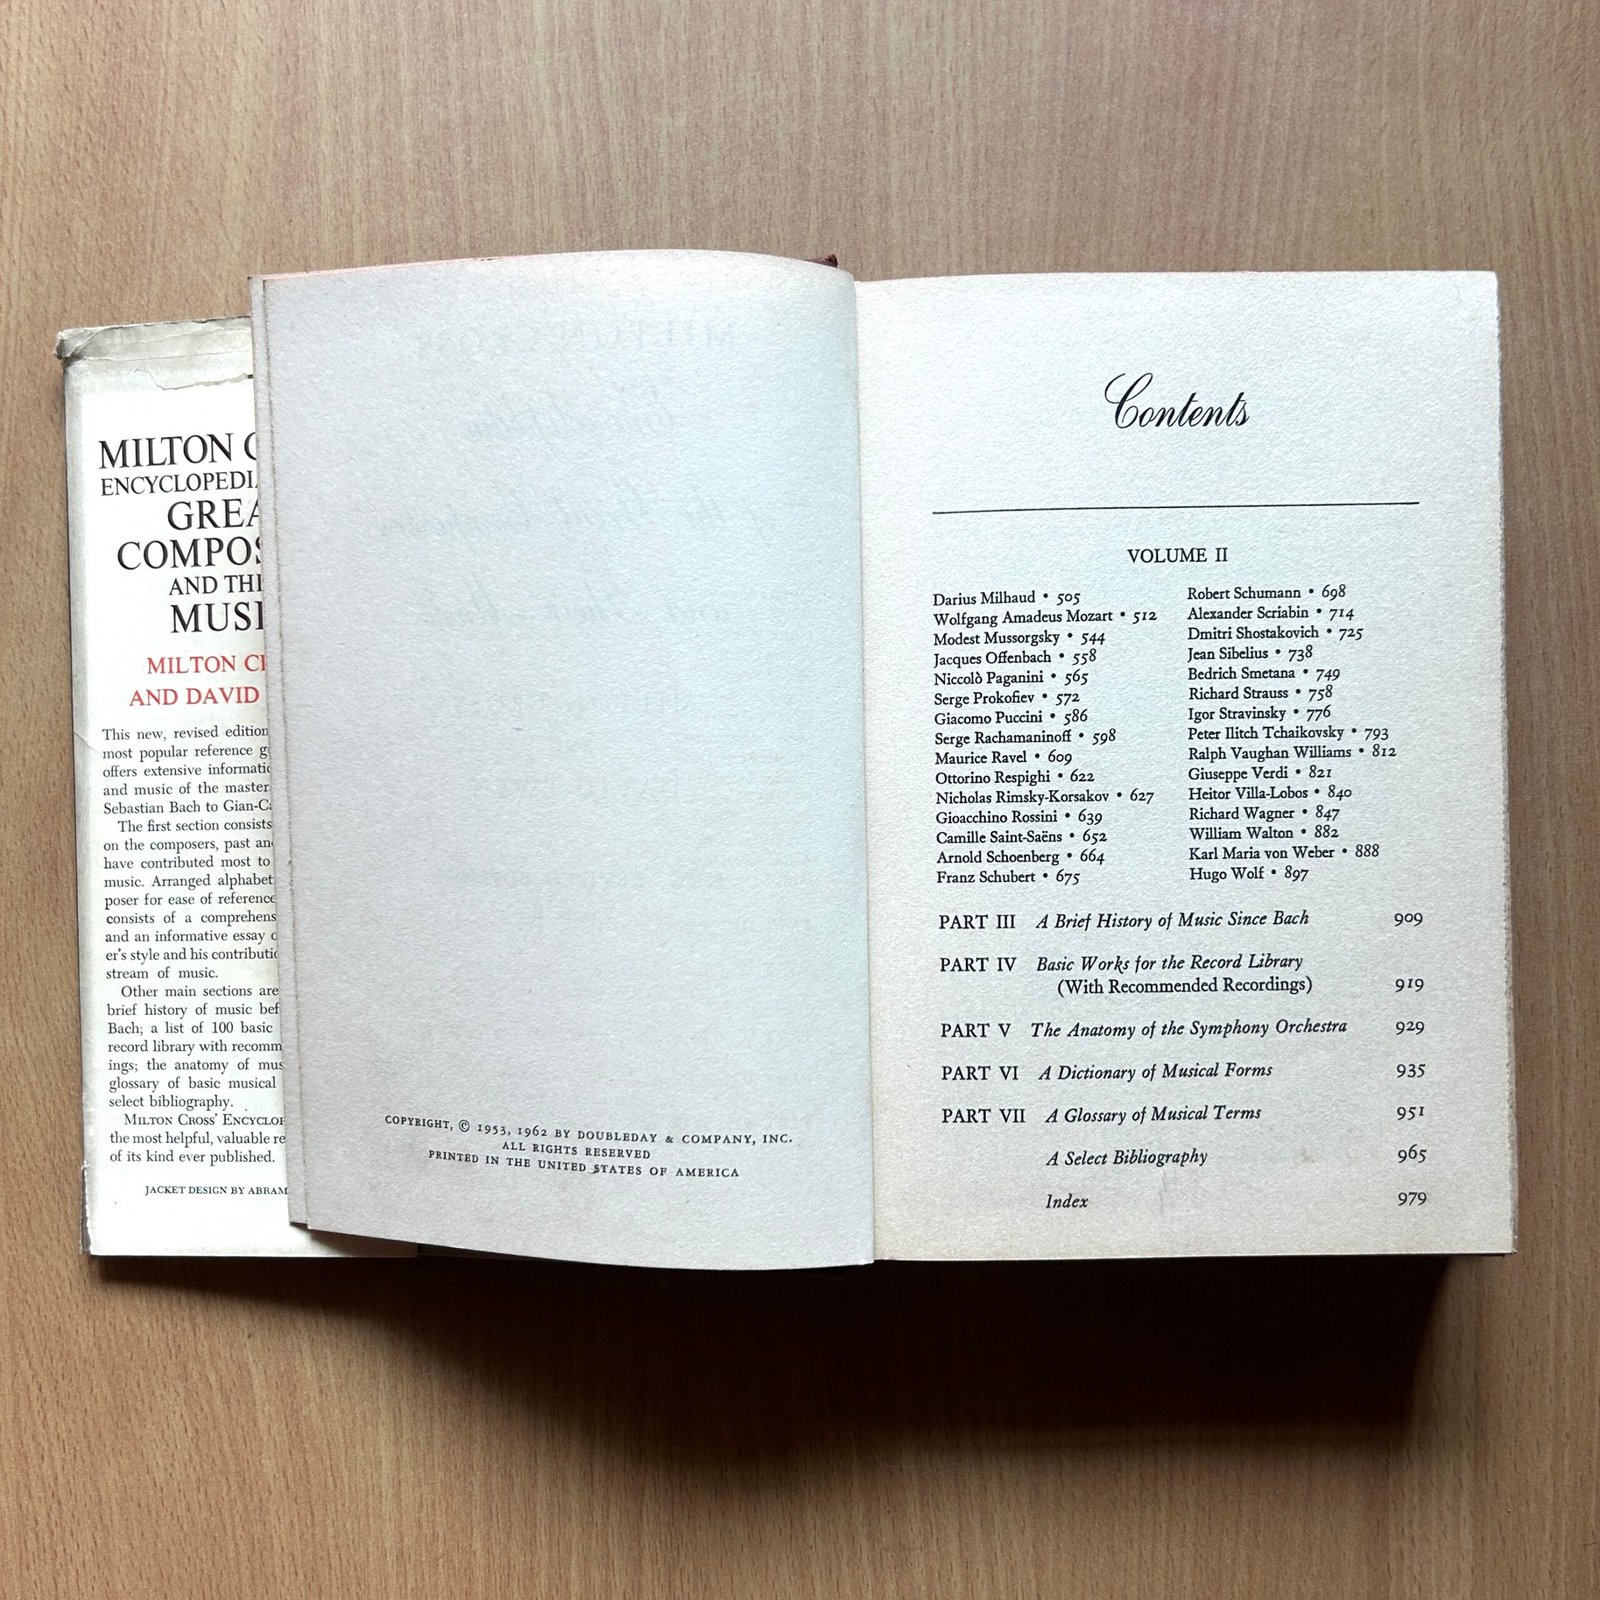 MILTON C
ENCYCLOPEDIA
GREA
COMPOS
AND THE
MUSI
MILTON CR
AND DAVID
This new, revised edition
most popular reference g
offers extensive informatio
and music of the master
Sebastian Bach to Gian-Ca
The first section consists
on the composers, past an
have contributed most to
music. Arranged alphabet
poser for ease of reference
consists of a comprehens
and an informative essay o
er's style and his contributio
stream of music.
Other main sections are
brief history of music bef
Bach; a list of 100 basic
record library with recomm
ings; the anatomy of mus
glossary of basic musical
select bibliography.
MILTON CROSS' ENCYCLOP
the most helpful, valuable re
of its kind ever published.
JACKET DESIGN BY ABRAM
COPYRIGHT, © 1953, 1962 BY DOUBLEDAY & COMPANY, INC.
ALL RIGHTS RESERVED
PRINTED IN THE UNITED STATES OF AMERICA
Contents
VOLUME II
Darius Milhaud • 505
Wolfgang Amadeus Mozart • 512
Modest Mussorgsky • 544
Jacques Offenbach • 558
Niccolò Paganini • 565
Serge Prokofiev • 572
Giacomo Puccini • 586
Serge Rachamaninoff • 598
Maurice Ravel • 609
Ottorino Respighi • 622
Nicholas Rimsky-Korsakov • 627
Gioacchino Rossini • 639
Camille Saint-Saëns • 652
Arnold Schoenberg • 664
Franz Schubert • 675
Robert Schumann • 698
Alexander Scriabin • 714
Dmitri Shostakovich • 725
Jean Sibelius • 738
Bedrich Smetana • 749
Richard Strauss • 758
Igor Stravinsky • 776
Peter Ilitch Tchaikovsky • 793
Ralph Vaughan Williams • 812
Giuseppe Verdi • 821
Heitor Villa-Lobos • 840
Richard Wagner • 847
William Walton • 882
Karl Maria von Weber • 888
Hugo Wolf • 897
PART III A Brief History of Music Since Bach 909
PART IV Basic Works for the Record Library
(With Recommended Recordings) 919
PART V The Anatomy of the Symphony Orchestra 929
PART VI A Dictionary of Musical Forms 935
PART VII A Glossary of Musical Terms 951
A Select Bibliography 965
Index 979